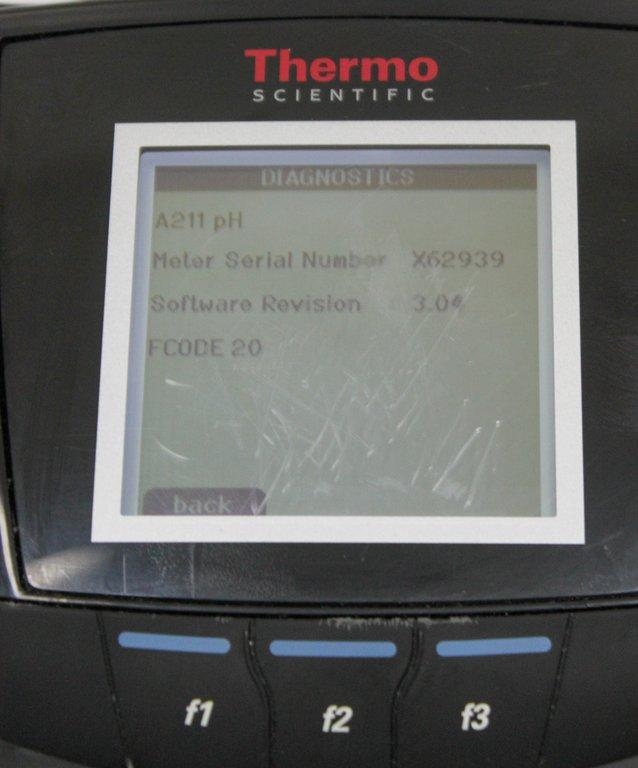 Thermo
SCIENTIFIC
DIAGNOSTICS
A211 pH
Meter Serial Number X62939
Software Revision 3.04
FCODE 20
back
f1 f2 f3